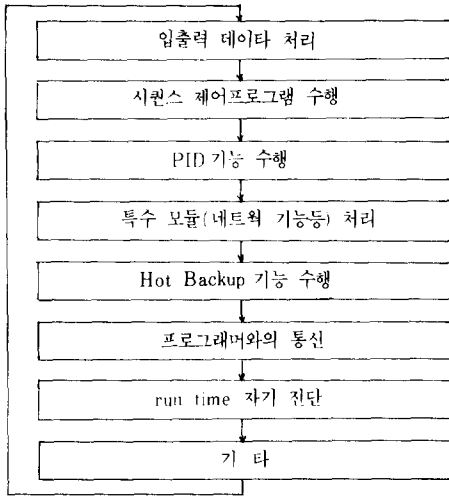 입출력 데이타 처리
시퀀스 제어프로그램 수행
PID 기능 수행
특수 모듈(네트웍 기능등) 처리
Hot Backup 기능 수행
프로그래머와의 통신
run time 자기 진단
기 타